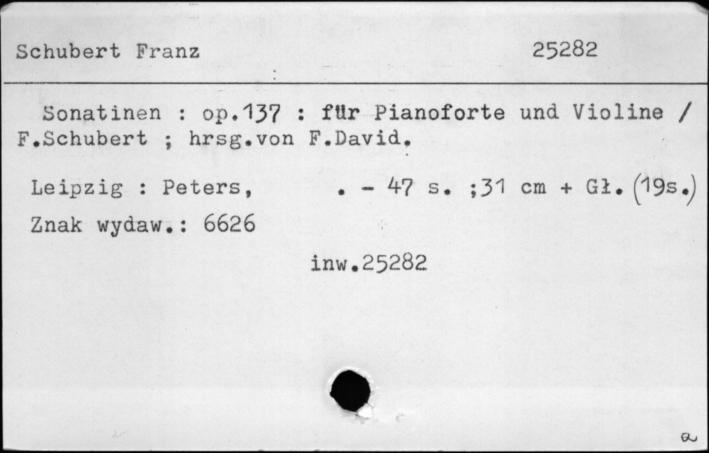 Schubert Franz 25282
Sonatinen : op.137 : für Pianoforte und Violine /
F.Schubert ; hrsg.von F.David.
Leipzig : Peters, . – 47 s. ;31 cm + Gł. (19s.)
Znak wydaw.: 6626
inw.25282
a